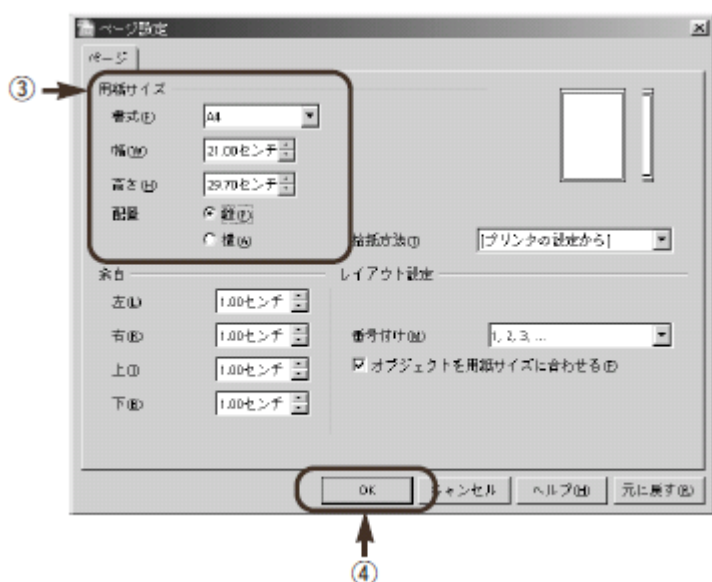 ページ設定
ページ
③
用紙サイズ
書式(F) A4
幅(W) 21.00センチ
高さ(H) 29.70センチ
配置 縦(P)
横(A)
給紙方法(T) [プリンタの設定から]
余白
レイアウト設定
左(L) 1.00センチ
右(R) 1.00センチ 番号付け(M) 1, 2, 3, ...
上(T) 1.00センチ オブジェクトを用紙サイズに合わせる(F)
下(B) 1.00センチ
OK キャンセル ヘルプ(H) 元に戻す(R)
④